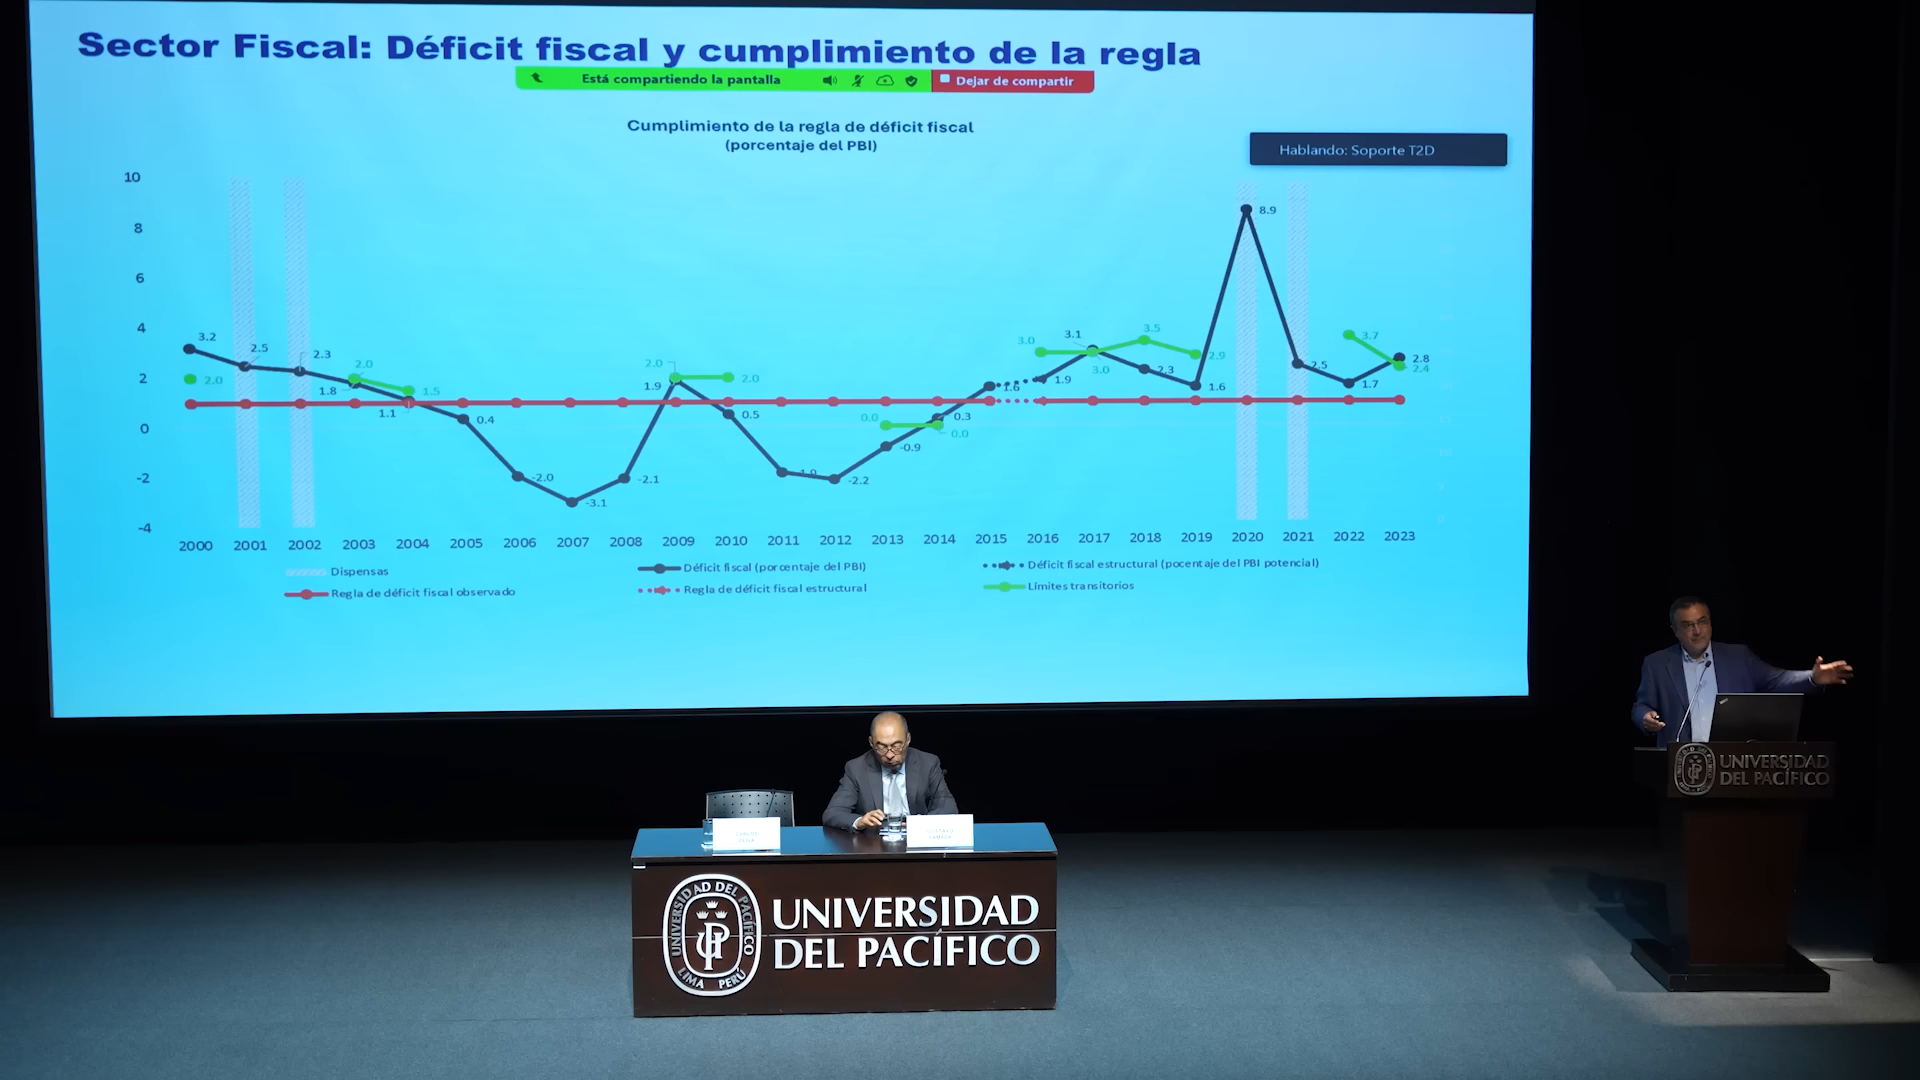 Sector Fiscal: Déficit fiscal y cumplimiento de la regla
Está compartiendo la pantalla
Dejar de compartir
Cumplimiento de la regla de déficit fiscal
(porcentaje del PBI)
Hablando: Soporte T2D
10
8
6
4
2
0
-2
-4
3.2
2.5
2.3
1.8
1.1
0.4
-2.0
-3.1
-2.1
1.9
0.5
-2.2
-0.9
0.3
1.6
1.9
3.1
2.3
1.6
8.9
2.5
1.7
2.8
2.0
2.0
1.5
2.0
2.0
0.0
0.0
3.0
3.0
3.5
2.9
3.7
2.4
2000 2001 2002 2003 2004 2005 2006 2007 2008 2009 2010 2011 2012 2013 2014 2015 2016 2017 2018 2019 2020 2021 2022 2023
Dispensas
Déficit fiscal (porcentaje del PBI)
Déficit fiscal estructural (pocentaje del PBI potencial)
Regla de déficit fiscal observado
Regla de déficit fiscal estructural
Límites transitorios
UNIVERSIDAD
DEL PACÍFICO
UNIVERSIDAD DEL PACÍFICO
LIMA PERÚ
UNIVERSIDAD
DEL PACÍFICO